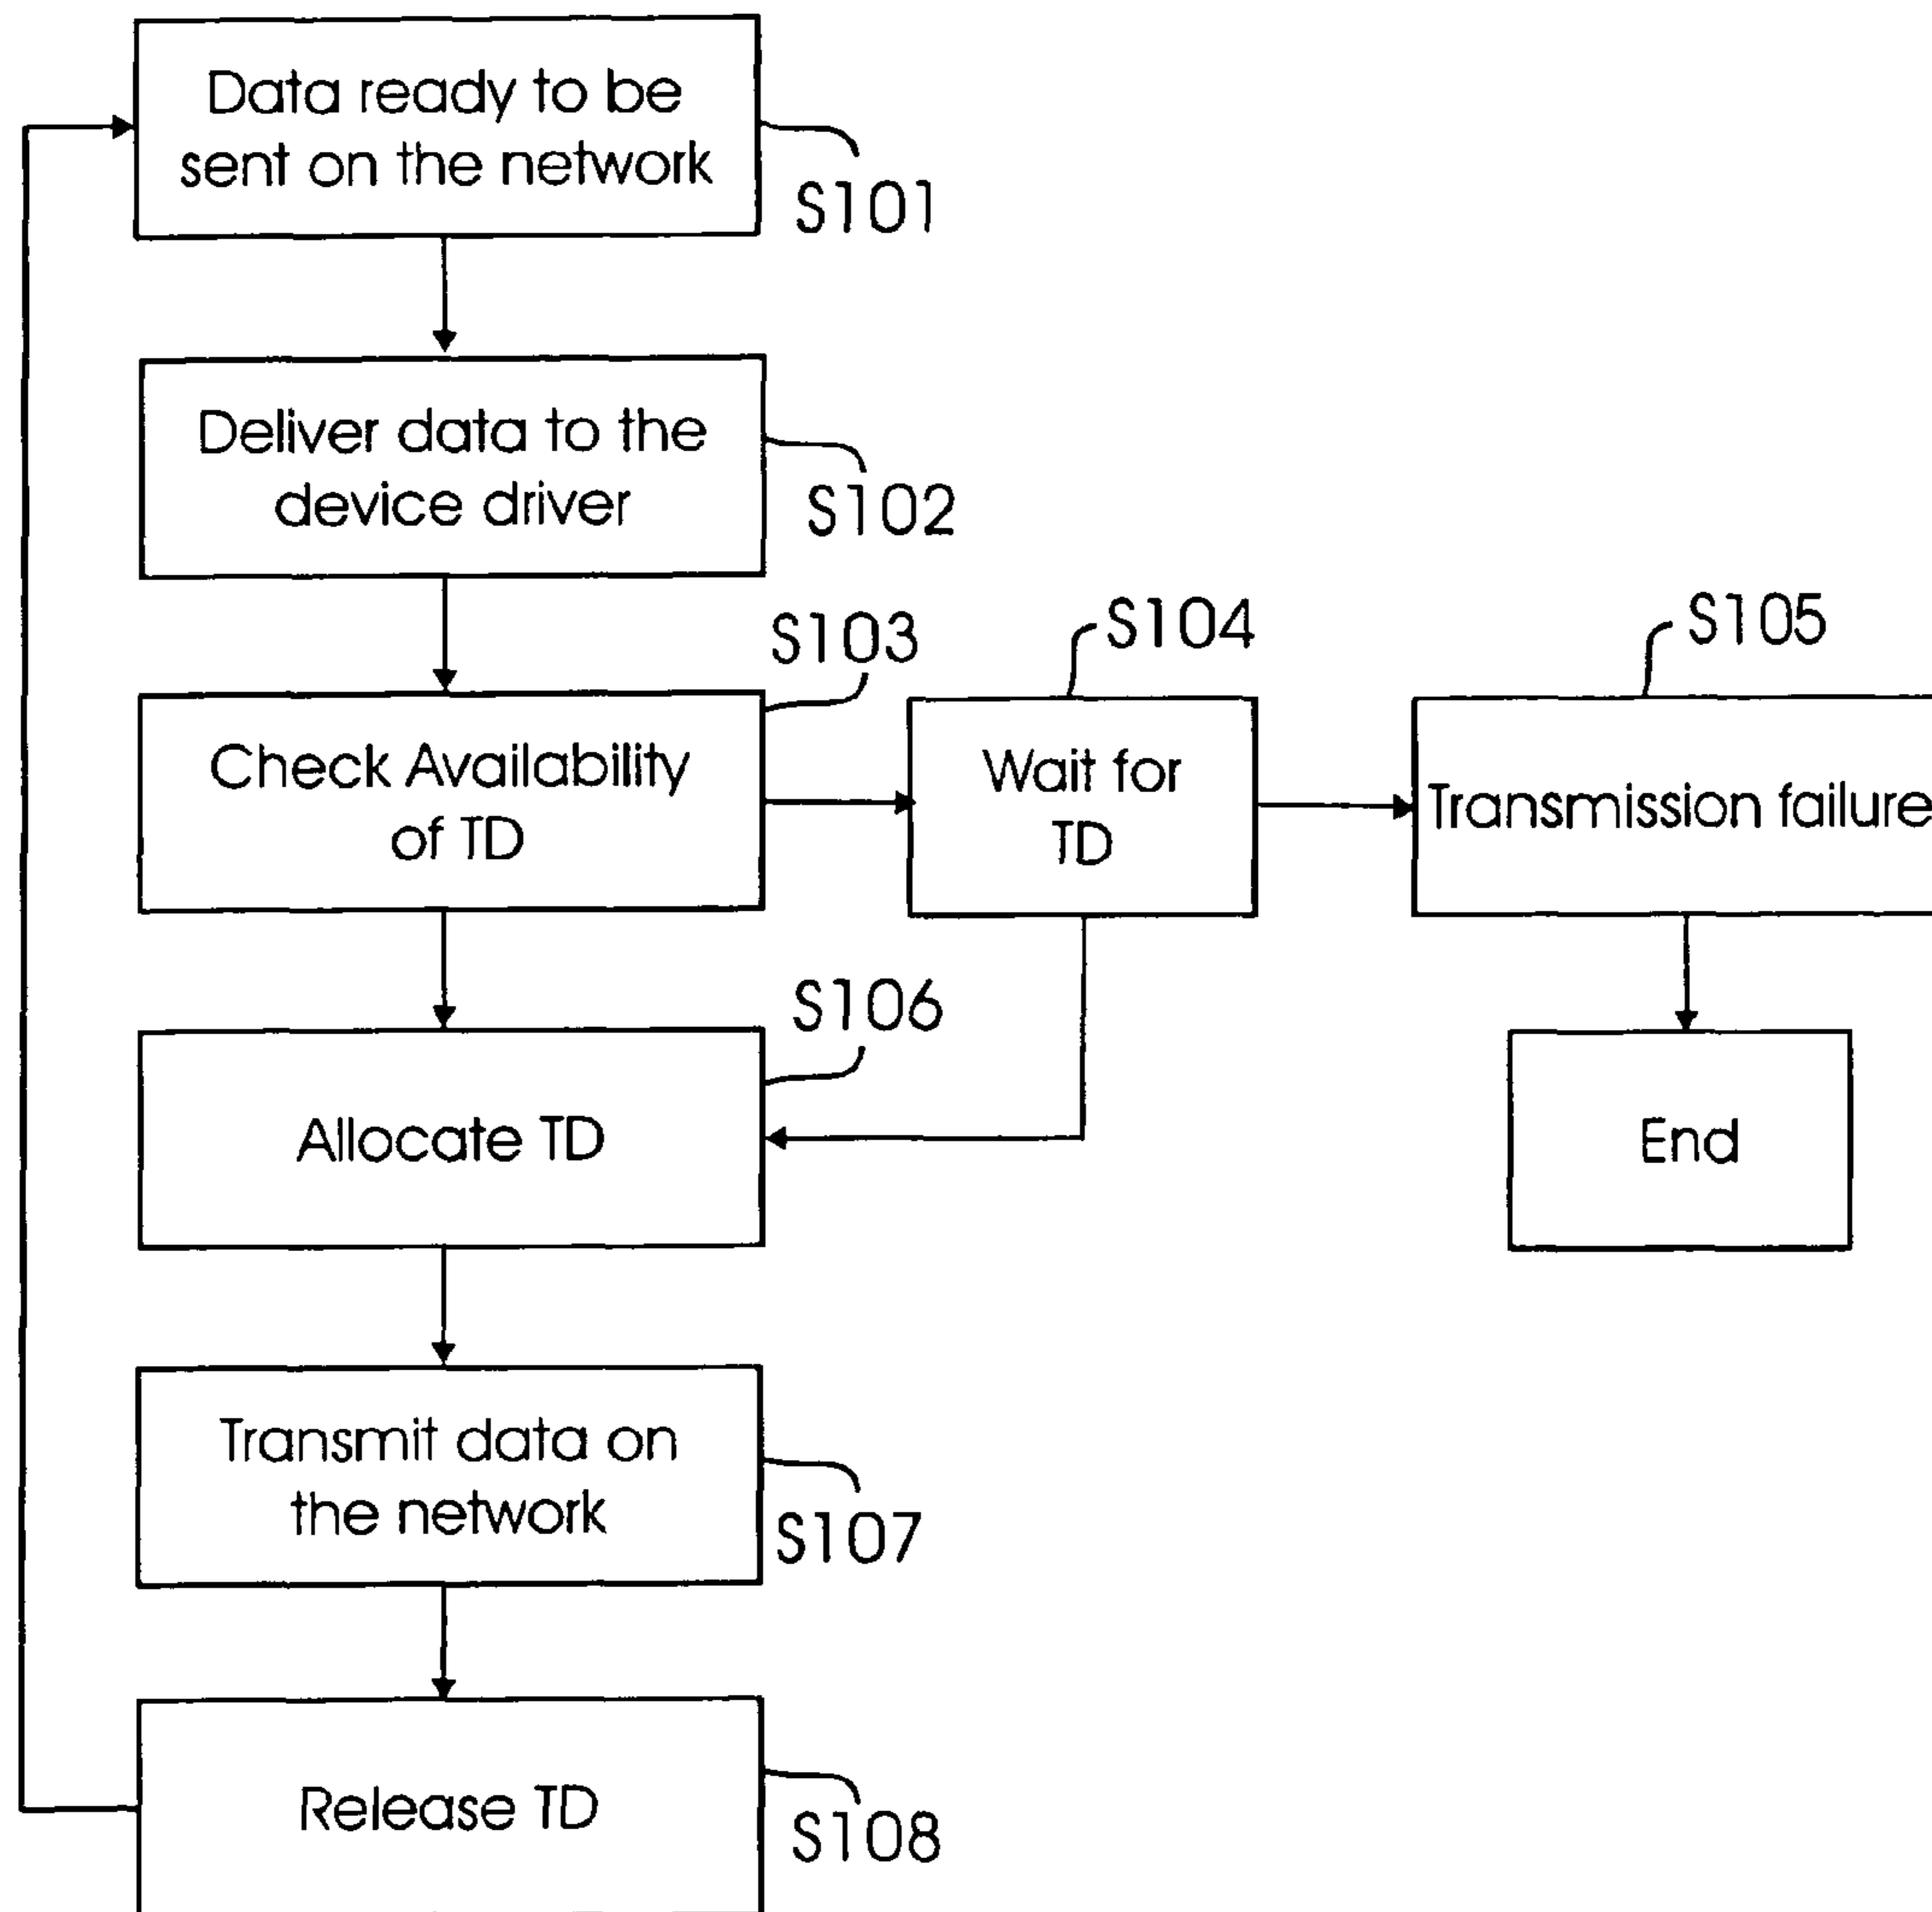 Data ready to be
sent on the network
S101
Deliver data to the
device driver
S102
S103
S104
S105
Check Availability
of TD
Wait for
TD
Transmission failure
S106
Allocate TD
End
Transmit data on
the network
S107
Release TD
S108